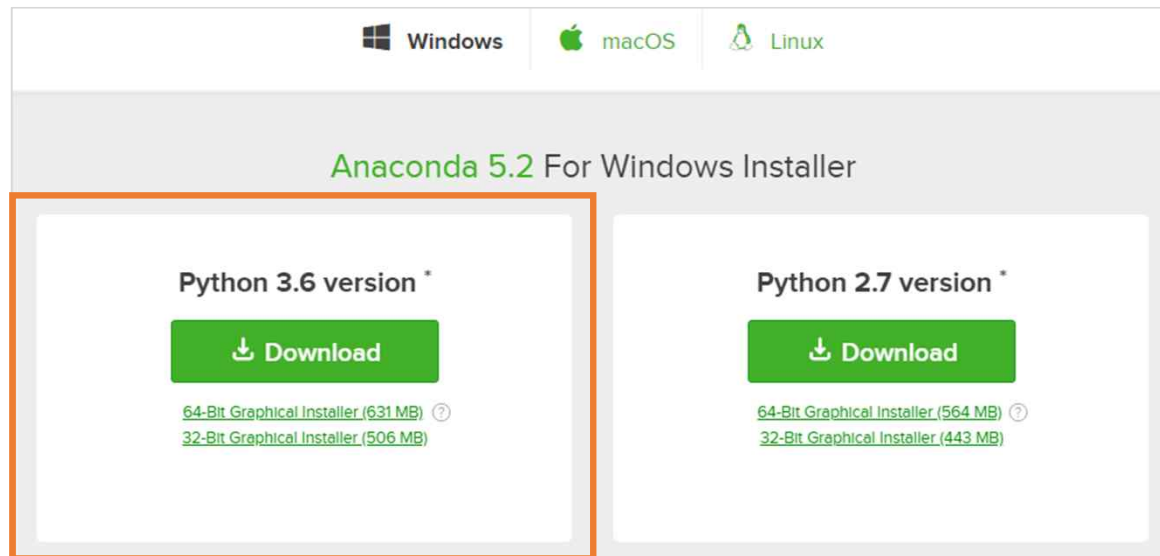 Windows macOS Linux
Anaconda 5.2 For Windows Installer
Python 3.6 version *
Download
64-Bit Graphical Installer (631 MB) ?
32-Bit Graphical Installer (506 MB)
Python 2.7 version *
Download
64-Bit Graphical Installer (564 MB) ?
32-Bit Graphical Installer (443 MB)